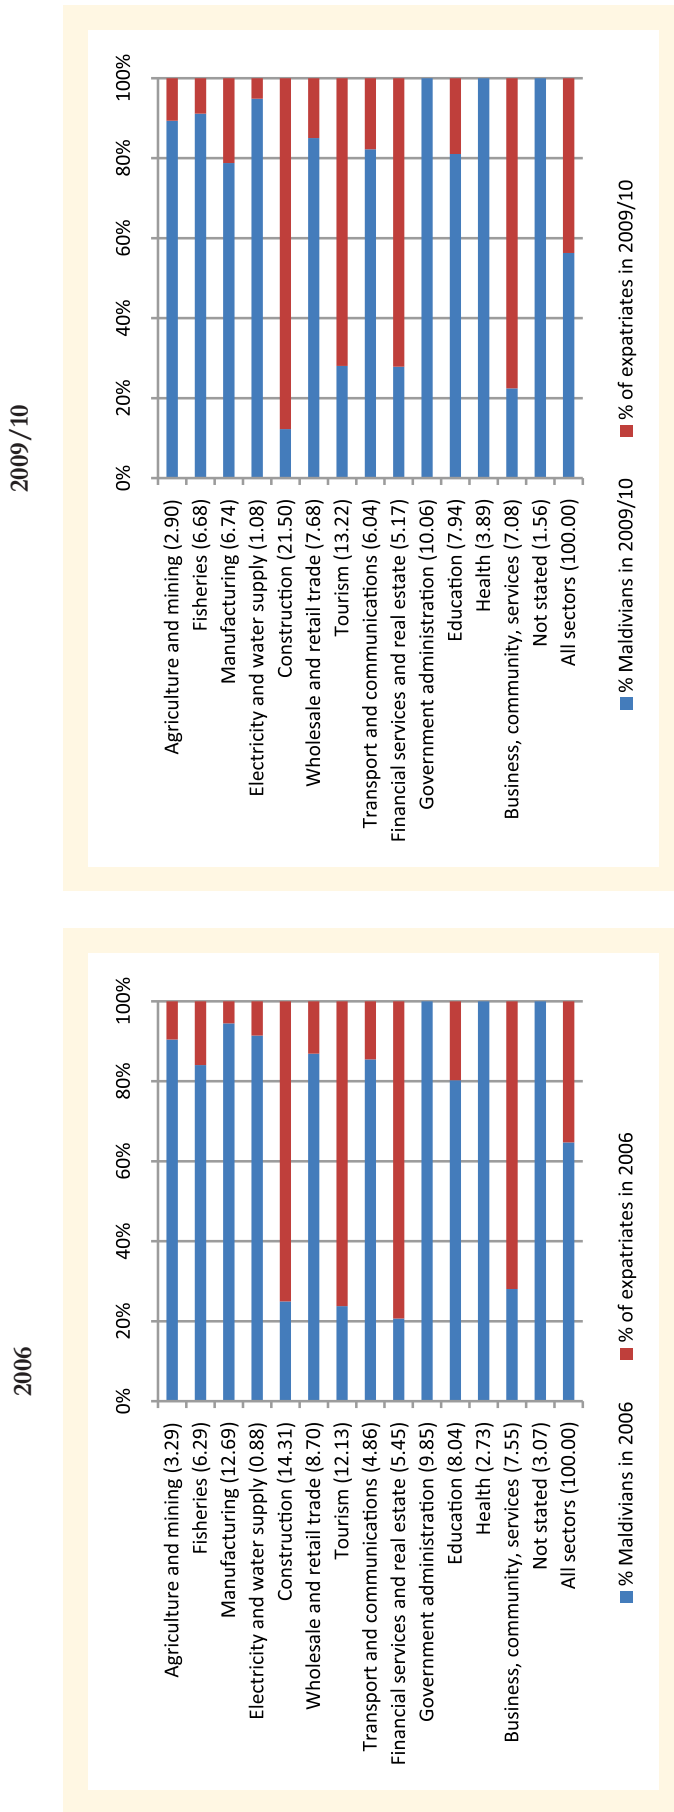 2006
0%
20%
40%
60%
80%
100%
Agriculture and mining (3.29)
Fisheries (6.29)
Manufacturing (12.69)
Electricity and water supply (0.88)
Construction (14.31)
Wholesale and retail trade (8.70)
Tourism (12.13)
Transport and communications (4.86)
Financial services and real estate (5.45)
Government administration (9.85)
Education (8.04)
Health (2.73)
Business, community, services (7.55)
Not stated (3.07)
All sectors (100.00)
% Maldivians in 2006
% of expatriates in 2006
2009/10
0%
20%
40%
60%
80%
100%
Agriculture and mining (2.90)
Fisheries (6.68)
Manufacturing (6.74)
Electricity and water supply (1.08)
Construction (21.50)
Wholesale and retail trade (7.68)
Tourism (13.22)
Transport and communications (6.04)
Financial services and real estate (5.17)
Government administration (10.06)
Education (7.94)
Health (3.89)
Business, community, services (7.08)
Not stated (1.56)
All sectors (100.00)
% Maldivians in 2009/10
% of expatriates in 2009/10